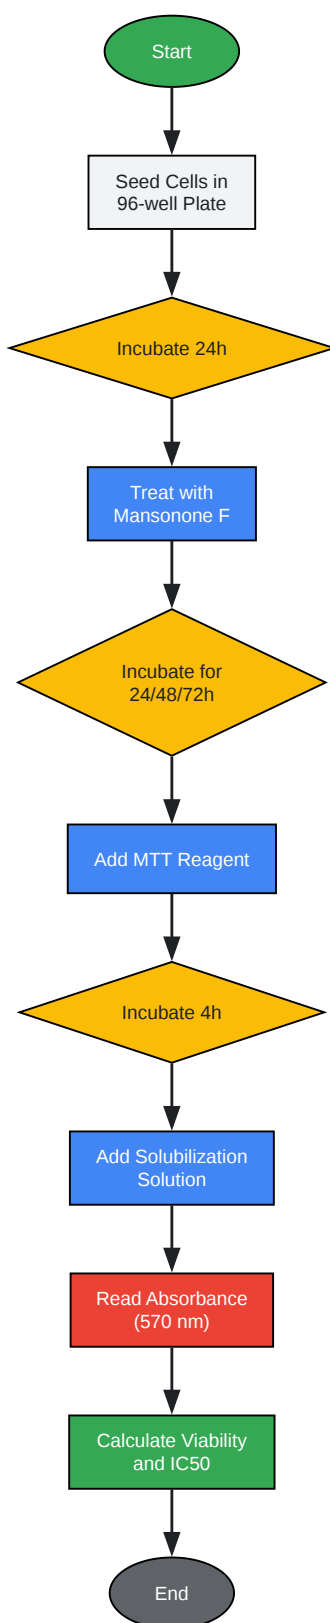 Start
Seed Cells in
96-well Plate
Incubate 24h
Treat with
Mansonone F
Incubate for
24/48/72h
Add MTT Reagent
Incubate 4h
Add Solubilization
Solution
Read Absorbance
(570 nm)
Calculate Viability
and IC50
End